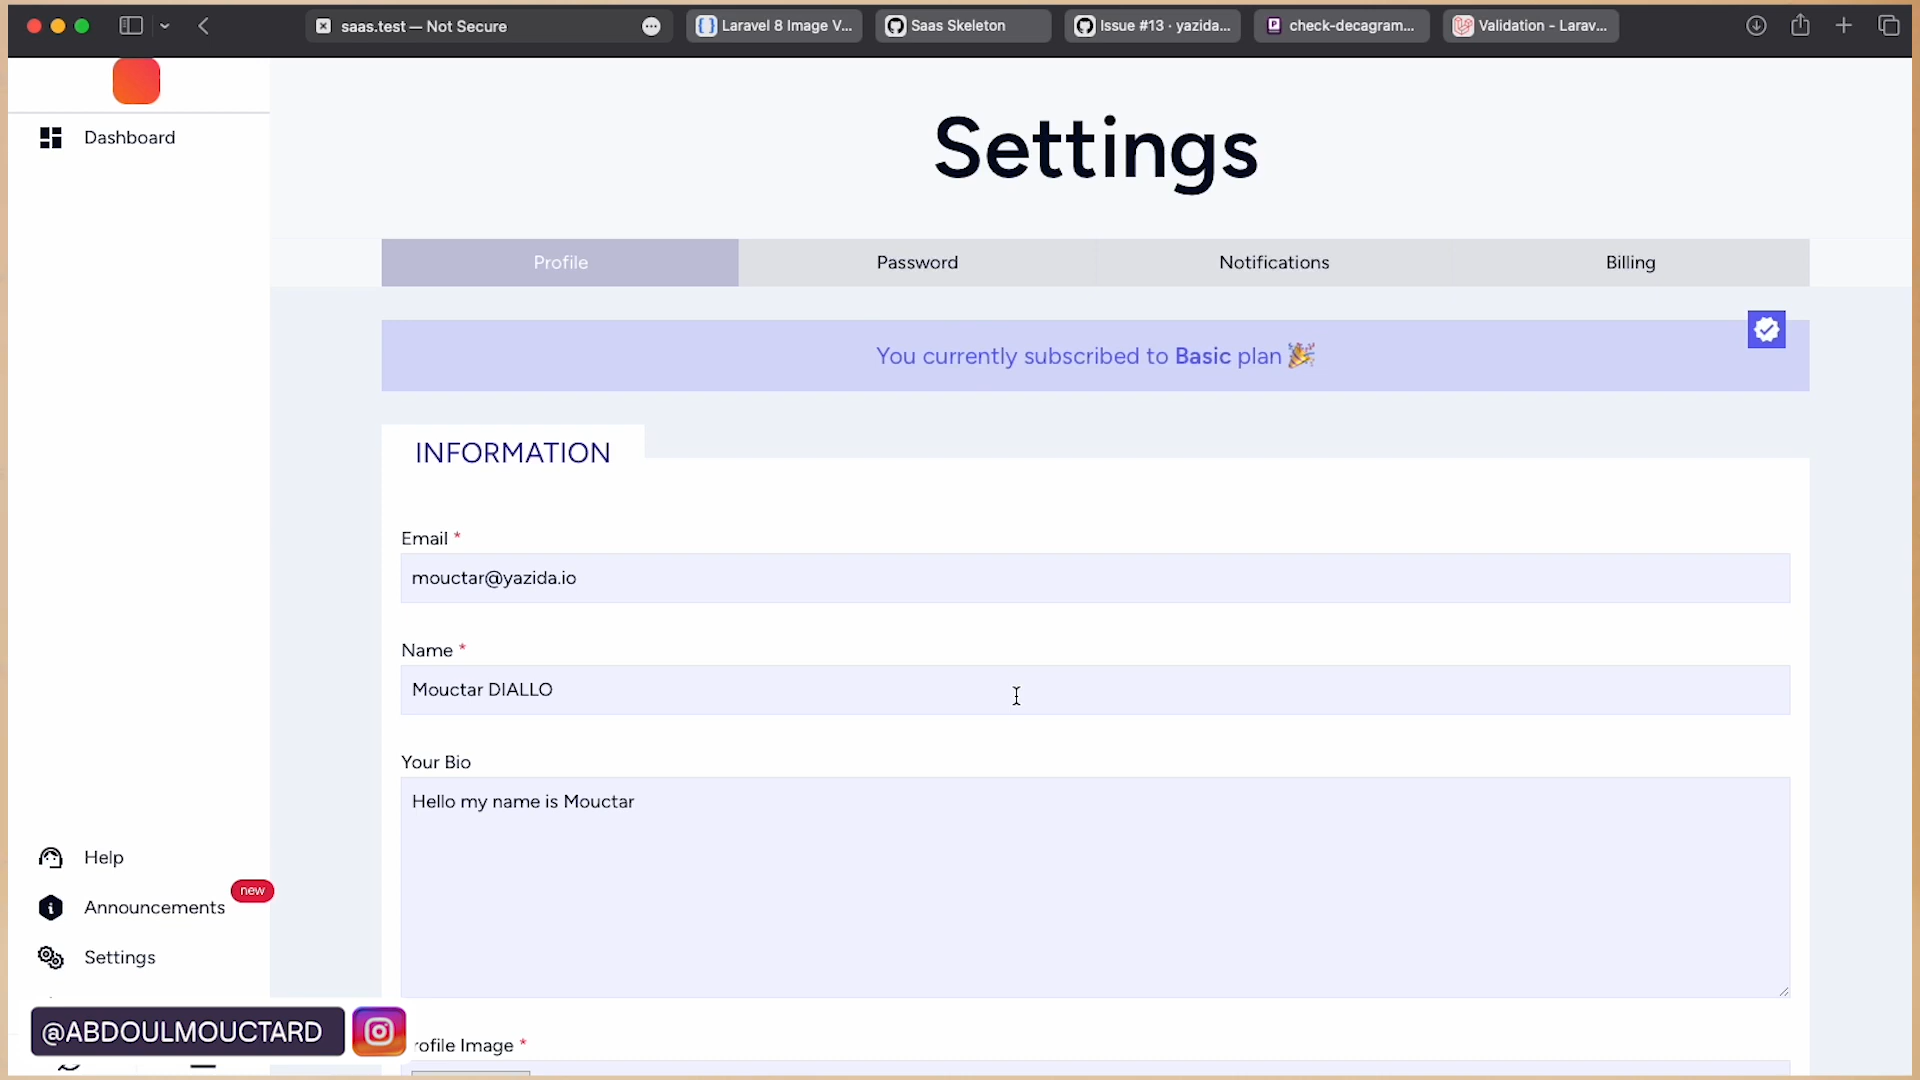 saas.test — Not Secure
Laravel 8 Image V...
Saas Skeleton
Issue #13 · yazida...
check-decagram...
Validation - Larav...
Dashboard
Settings
Profile
Password
Notifications
Billing
You currently subscribed to Basic plan 🎉
INFORMATION
Email *
mouctar@yazida.io
Name *
Mouctar DIALLO
Your Bio
Hello my name is Mouctar
Help
new
Announcements
Settings
@ABDOULMOUCTARD
rofile Image *